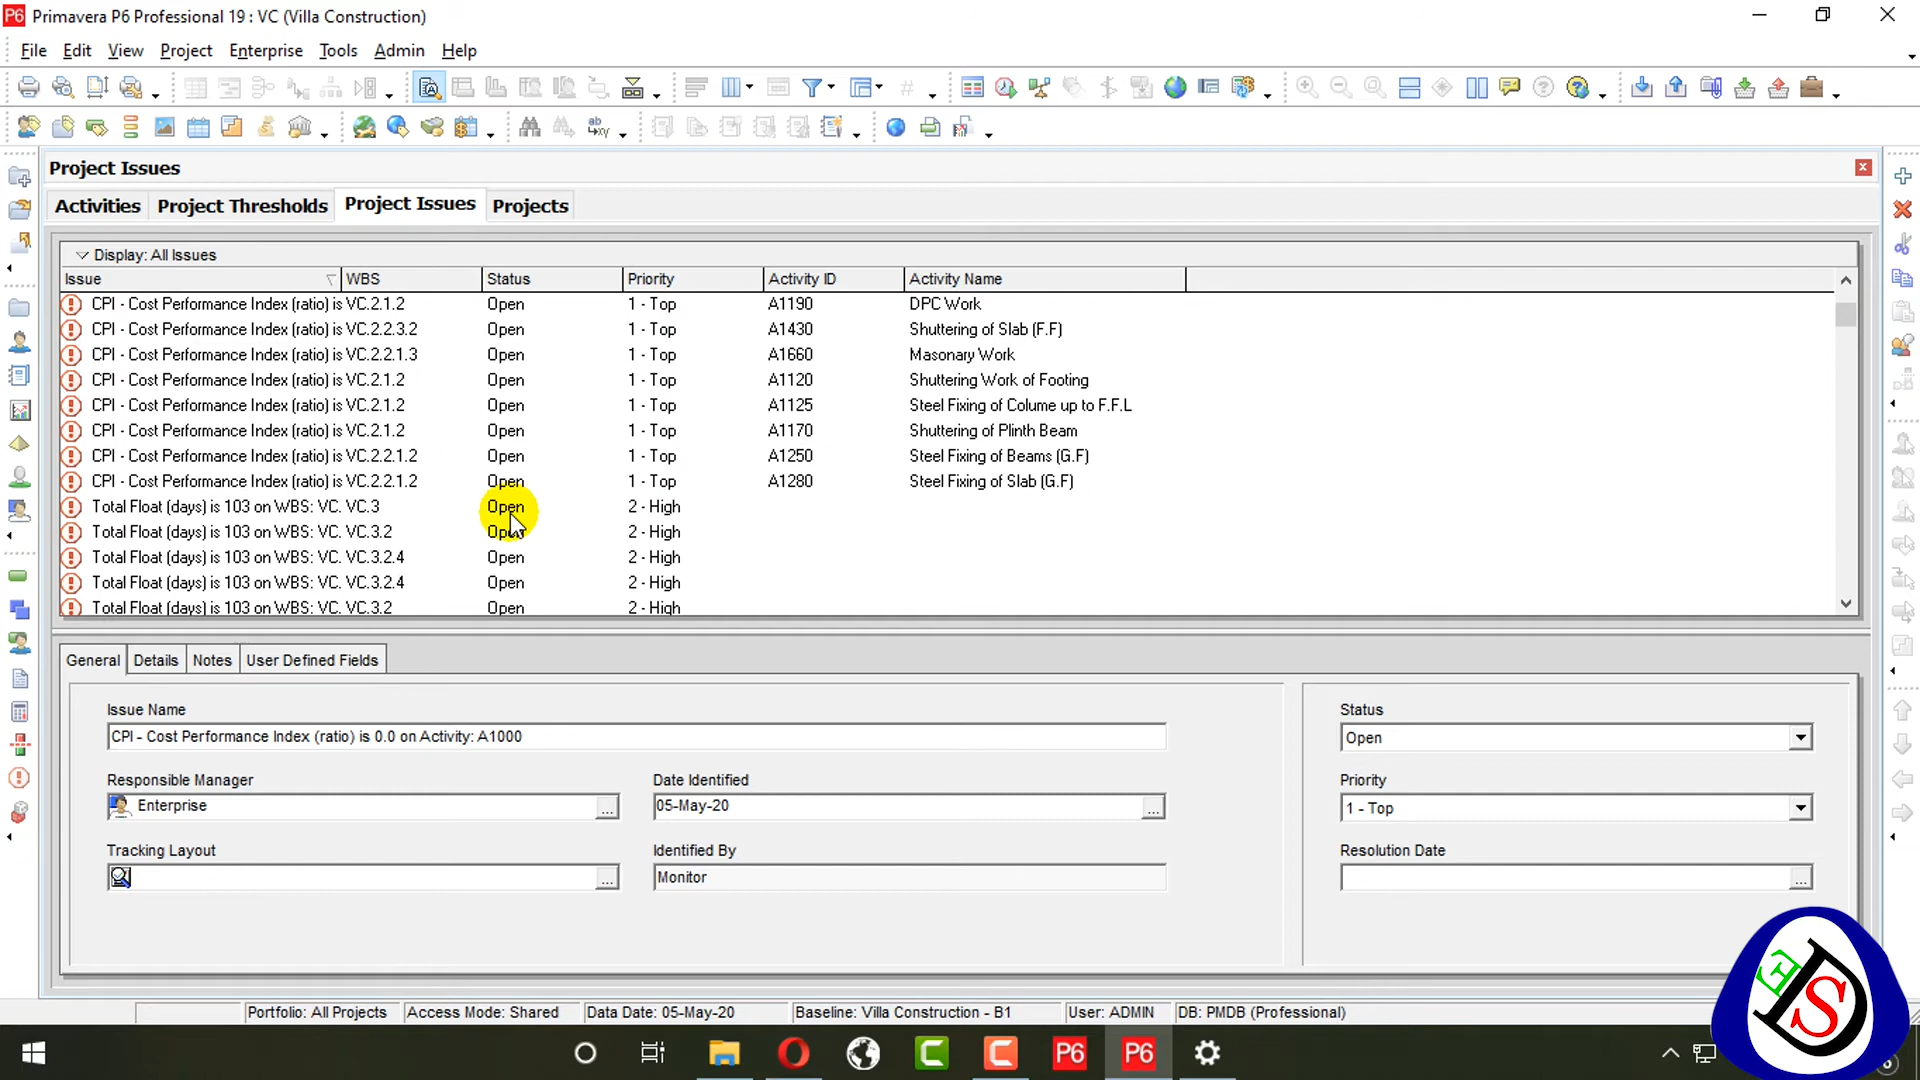 P6 Primavera P6 Professional 19 : VC (Villa Construction)
File Edit View Project Enterprise Tools Admin Help
Project Issues
Activities Project Thresholds Project Issues Projects
Display: All Issues
Issue WBS Status Priority Activity ID Activity Name
CPI - Cost Performance Index (ratio) is VC.2.1.2 Open 1 - Top A1190 DPC Work
CPI - Cost Performance Index (ratio) is VC.2.2.3.2 Open 1 - Top A1430 Shuttering of Slab (F.F)
CPI - Cost Performance Index (ratio) is VC.2.2.1.3 Open 1 - Top A1660 Masonary Work
CPI - Cost Performance Index (ratio) is VC.2.1.2 Open 1 - Top A1120 Shuttering Work of Footing
CPI - Cost Performance Index (ratio) is VC.2.1.2 Open 1 - Top A1125 Steel Fixing of Colume up to F.F.L
CPI - Cost Performance Index (ratio) is VC.2.1.2 Open 1 - Top A1170 Shuttering of Plinth Beam
CPI - Cost Performance Index (ratio) is VC.2.2.1.2 Open 1 - Top A1250 Steel Fixing of Beams (G.F)
CPI - Cost Performance Index (ratio) is VC.2.2.1.2 Open 1 - Top A1280 Steel Fixing of Slab (G.F)
Total Float (days) is 103 on WBS: VC. VC.3 Open 2 - High
Total Float (days) is 103 on WBS: VC. VC.3.2 Open 2 - High
Total Float (days) is 103 on WBS: VC. VC.3.2.4 Open 2 - High
Total Float (days) is 103 on WBS: VC. VC.3.2.4 Open 2 - High
Total Float (days) is 103 on WBS: VC. VC.3.2 Open 2 - High
General Details Notes User Defined Fields
Issue Name Status
CPI - Cost Performance Index (ratio) is 0.0 on Activity: A1000 Open
Responsible Manager Date Identified Priority
Enterprise ... 05-May-20 ... 1 - Top
Tracking Layout Identified By Resolution Date
... Monitor ...
Portfolio: All Projects Access Mode: Shared Data Date: 05-May-20 Baseline: Villa Construction - B1 User: ADMIN DB: PMDB (Professional)
P6 P6
E D S